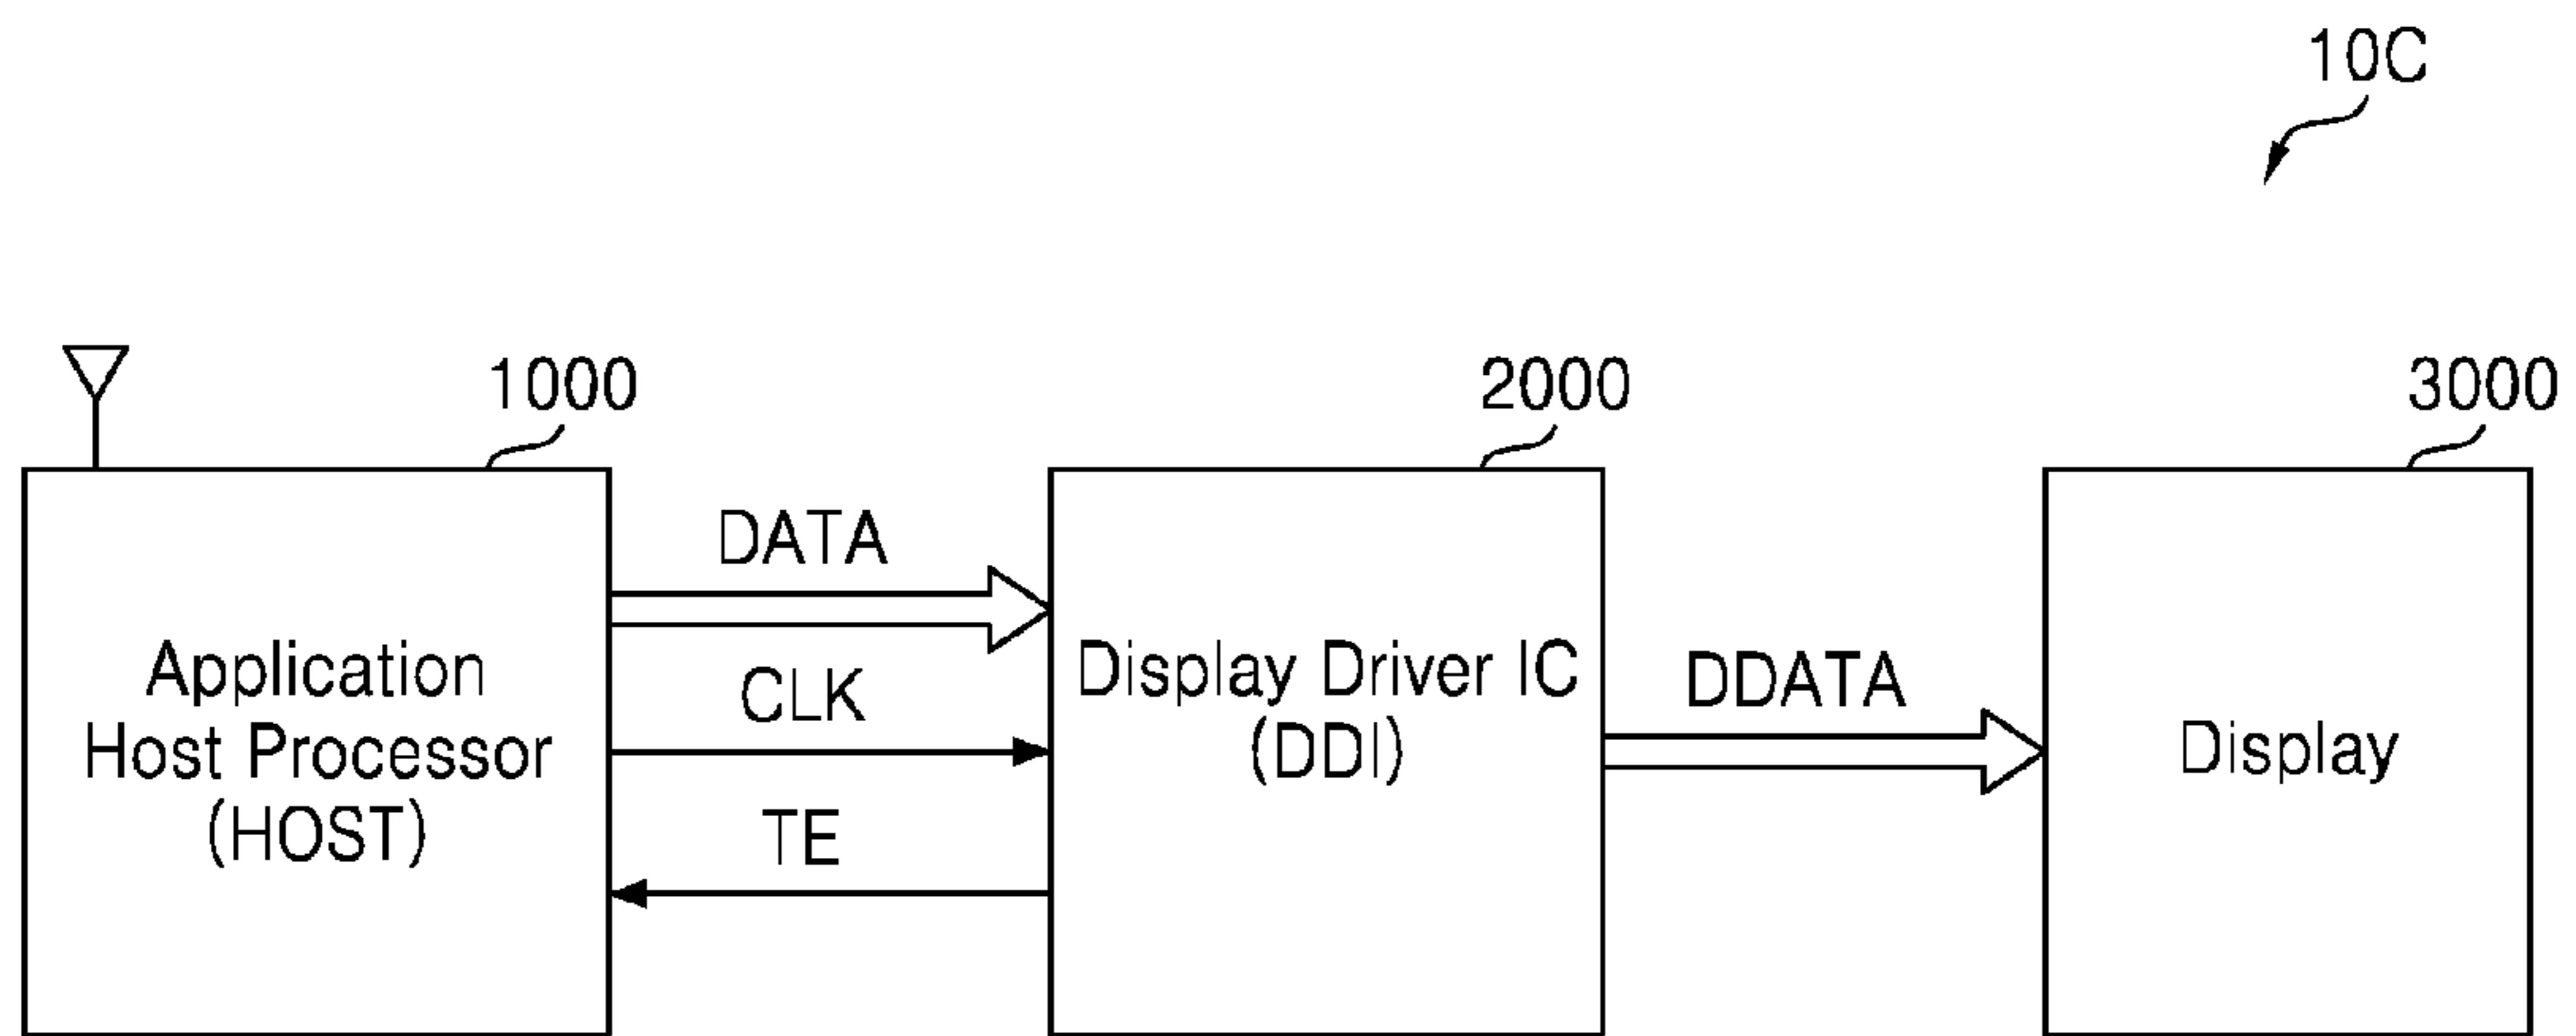 10C
1000
2000
3000
Application
Host Processor
(HOST)
DATA
CLK
TE
Display Driver IC
(DDI)
DDATA
Display